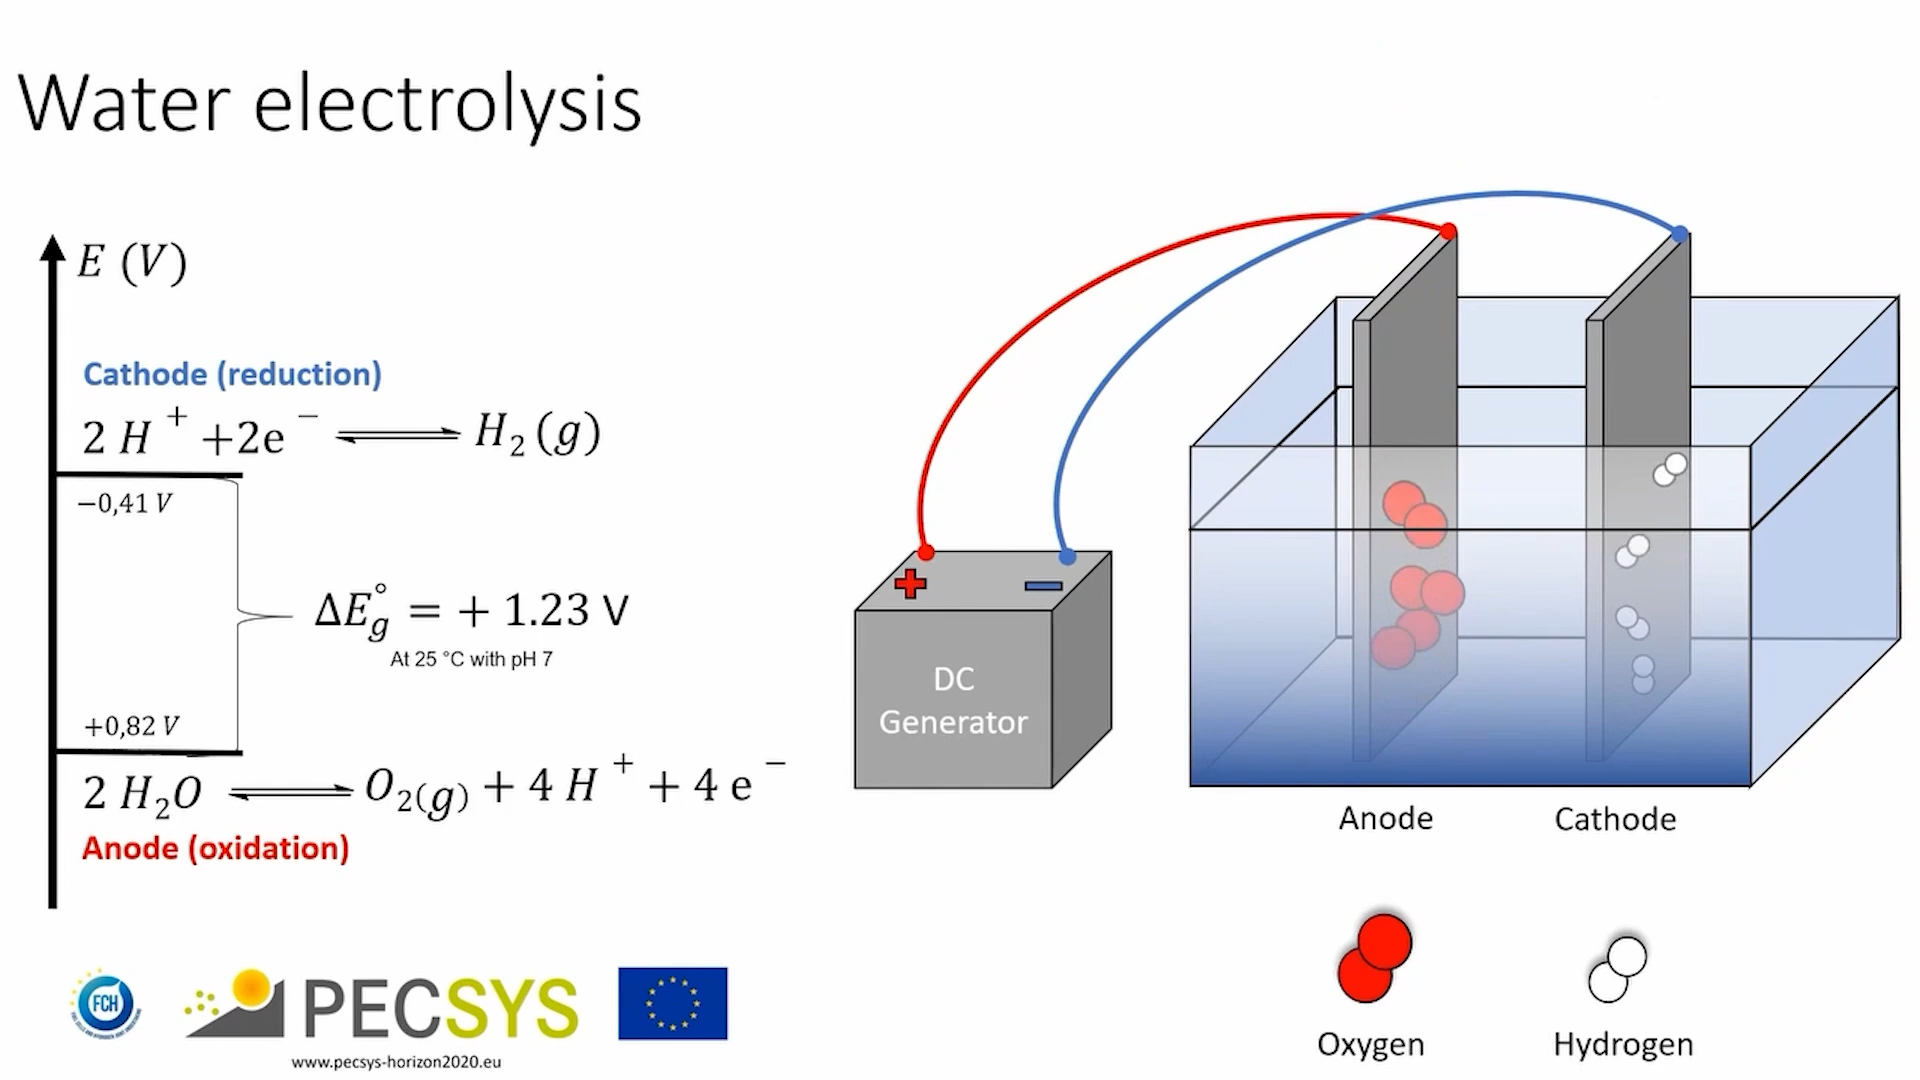 Water electrolysis
E (V)
Cathode (reduction)
2 H⁺ +2e⁻ ⇌ H₂ (g)
−0,41 V
ΔE°g = + 1.23 V
At 25 °C with pH 7
+0,82 V
2 H₂O ⇌ O₂(g) + 4 H⁺ + 4 e⁻
Anode (oxidation)
+ −
DC
Generator
Anode
Cathode
Oxygen
Hydrogen
FCH
PECSYS
www.pecsys-horizon2020.eu